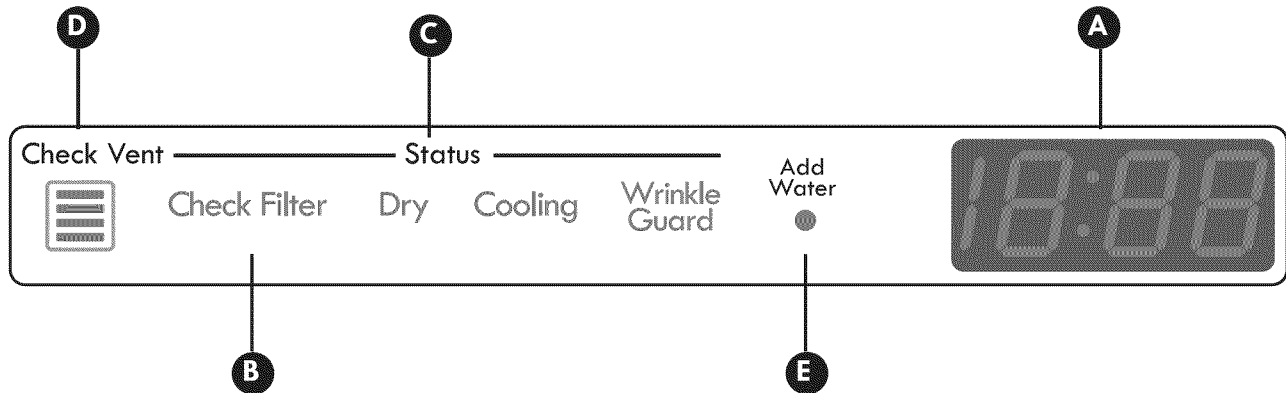 D
C
A
Check Vent
Status
Check Filter
Dry
Cooling
Wrinkle
Guard
Add
Water
18:88
B
E